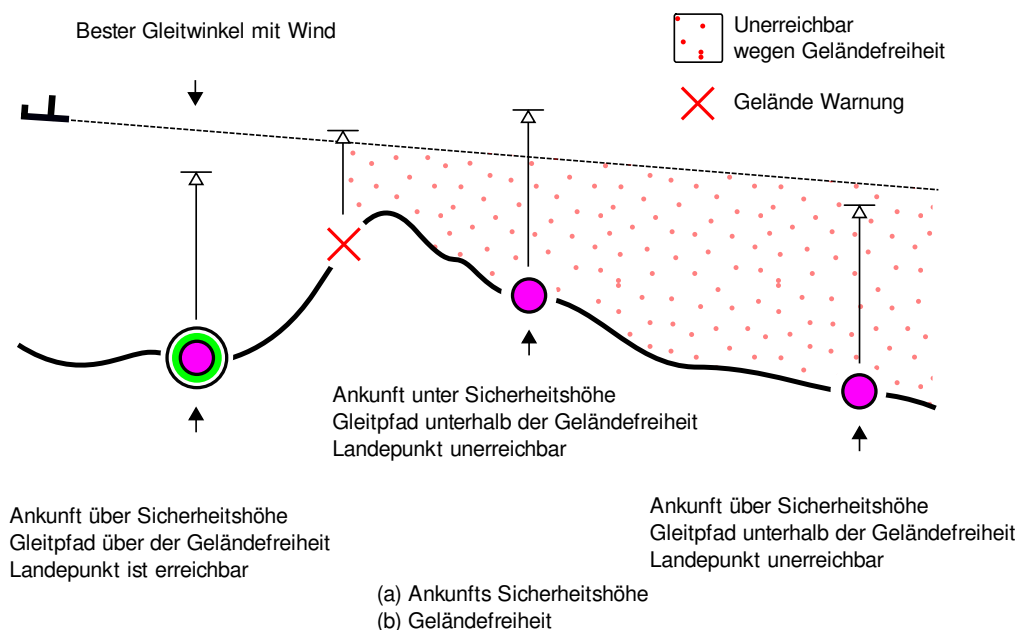 Bester Gleitwinkel mit Wind
Unerreichbar
wegen Geländefreiheit
Gelände Warnung
Ankunft unter Sicherheitshöhe
Gleitpfad unterhalb der Geländefreiheit
Landepunkt unerreichbar
Ankunft über Sicherheitshöhe
Gleitpfad über der Geländefreiheit
Landepunkt ist erreichbar
Ankunft über Sicherheitshöhe
Gleitpfad unterhalb der Geländefreiheit
Landepunkt unerreichbar
(a) Ankunfts Sicherheitshöhe
(b) Geländefreiheit